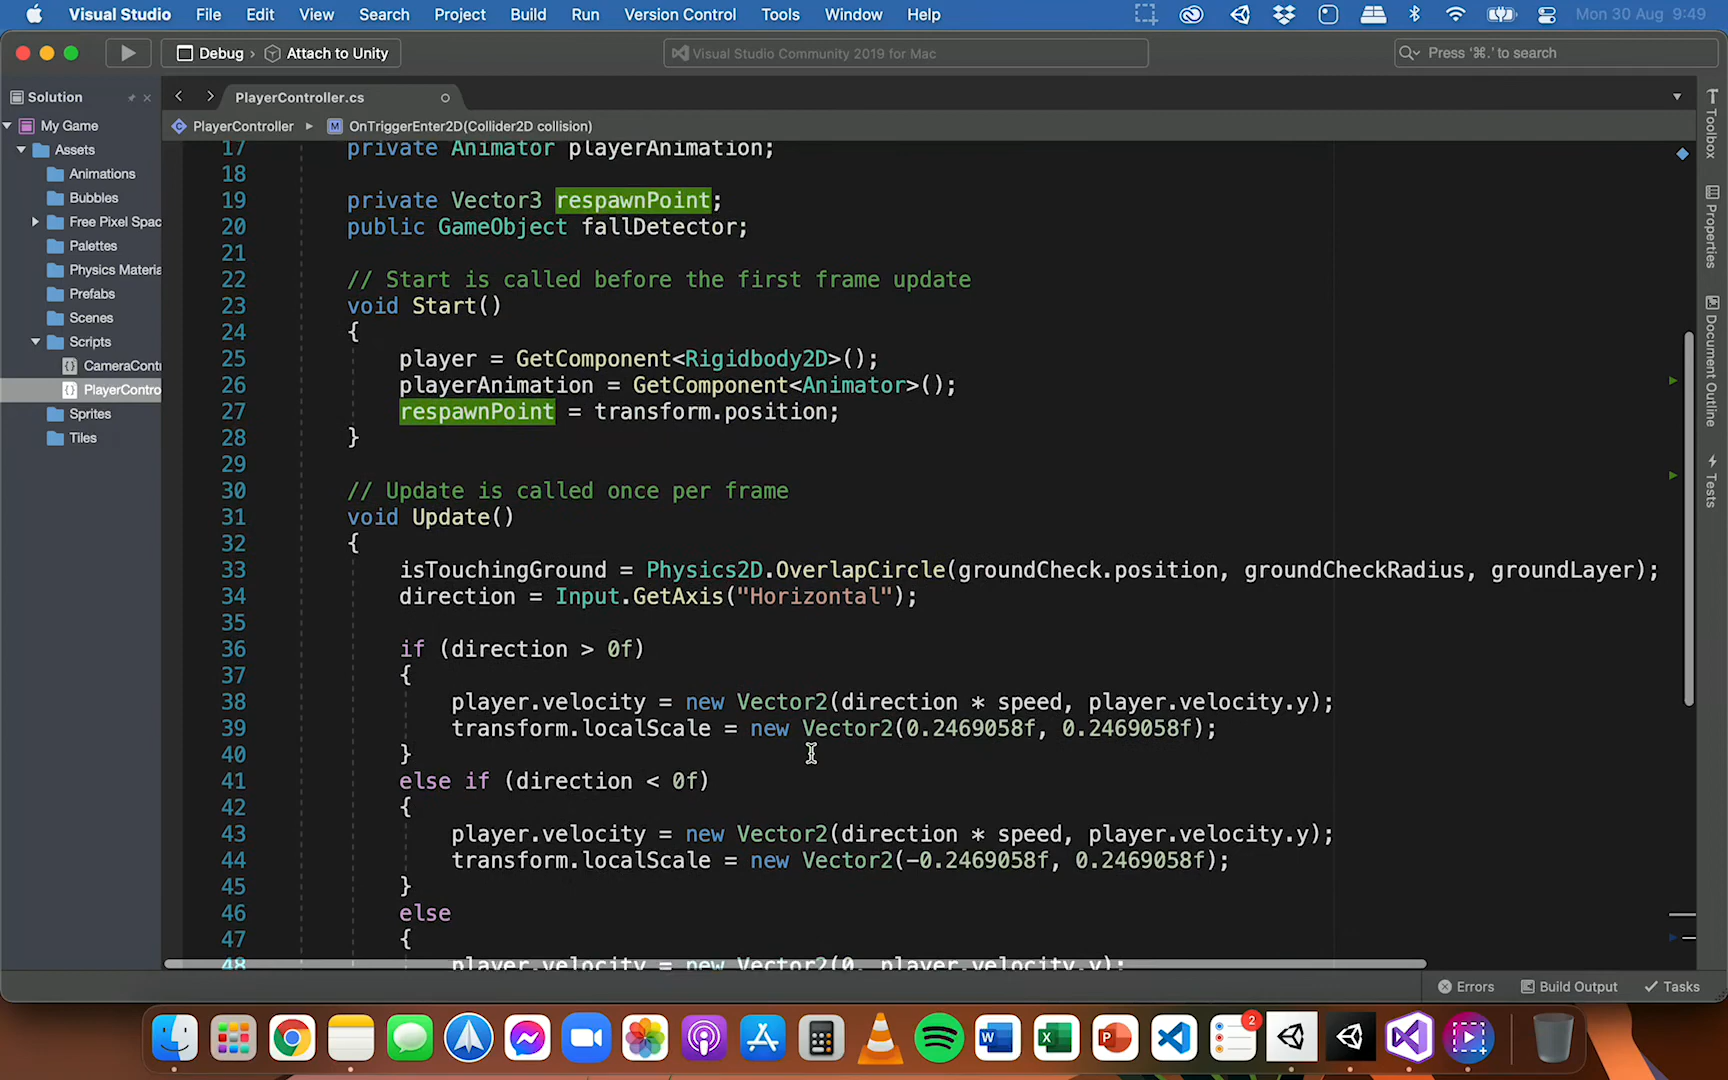 Visual Studio File Edit View Search Project Build Run Version Control Tools Window Help Mon 30 Aug 9:49
Debug › Attach to Unity
Visual Studio Community 2019 for Mac
Press '⌘.' to search
Solution
PlayerController.cs
PlayerController ▸ M OnTriggerEnter2D(Collider2D collision)
My Game
Assets
Animations
Bubbles
Free Pixel Spac
Palettes
Physics Materia
Prefabs
Scenes
Scripts
CameraCont
PlayerContro
Sprites
Tiles
17 private Animator playerAnimation;
18
19 private Vector3 respawnPoint;
20 public GameObject fallDetector;
21
22 // Start is called before the first frame update
23 void Start()
24 {
25 player = GetComponent<Rigidbody2D>();
26 playerAnimation = GetComponent<Animator>();
27 respawnPoint = transform.position;
28 }
29
30 // Update is called once per frame
31 void Update()
32 {
33 isTouchingGround = Physics2D.OverlapCircle(groundCheck.position, groundCheckRadius, groundLayer);
34 direction = Input.GetAxis("Horizontal");
35
36 if (direction > 0f)
37 {
38 player.velocity = new Vector2(direction * speed, player.velocity.y);
39 transform.localScale = new Vector2(0.2469058f, 0.2469058f);
40 }
41 else if (direction < 0f)
42 {
43 player.velocity = new Vector2(direction * speed, player.velocity.y);
44 transform.localScale = new Vector2(-0.2469058f, 0.2469058f);
45 }
46 else
47 {
48 player.velocity = new Vector2(0, player.velocity.y);
Toolbox
Properties
Document Outline
Tests
Errors Build Output Tasks
2